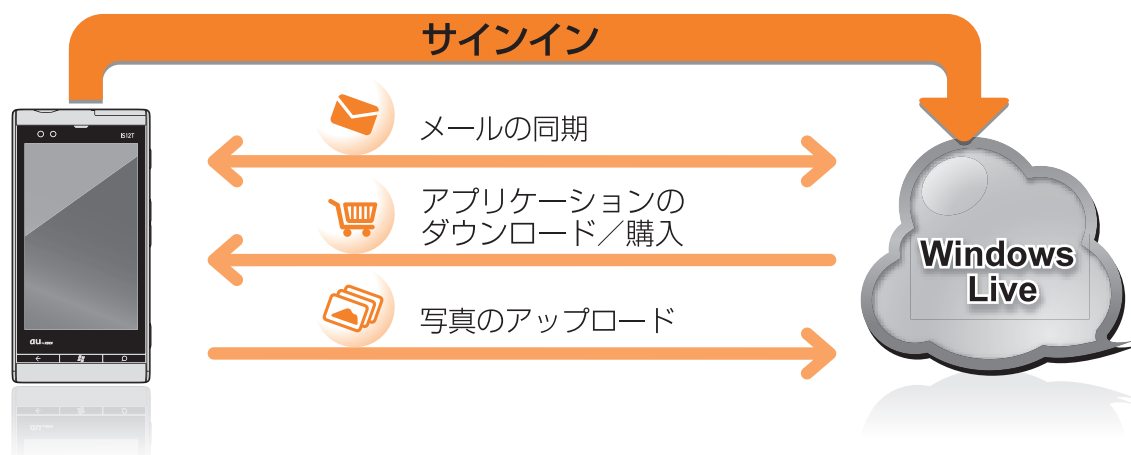 サインイン
IS12T
メールの同期
アプリケーションの
ダウンロード／購入
Windows
Live
写真のアップロード
au